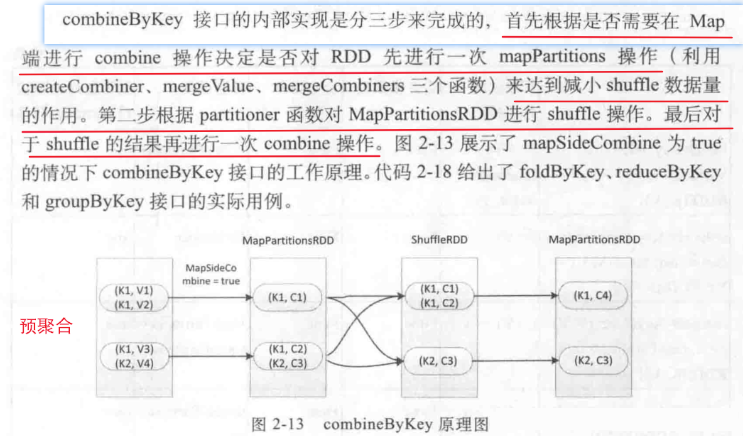 combineByKey 接口的内部实现是分三步来完成的，首先根据是否需要在 Map
端进行 combine 操作决定是否对 RDD 先进行一次 mapPartitions 操作（利用
createCombiner、mergeValue、mergeCombiners 三个函数）来达到减小 shuffle 数据量
的作用。第二步根据 partitioner 函数对 MapPartitionsRDD 进行 shuffle 操作。最后对
于 shuffle 的结果再进行一次 combine 操作。图 2-13 展示了 mapSideCombine 为 true
的情况下 combineByKey 接口的工作原理。代码 2-18 给出了 foldByKey、reduceByKey
和 groupByKey 接口的实际用例。
MapPartitionsRDD
ShuffleRDD
MapPartitionsRDD
MapSideCo
mbine = true
(K1, V1)
(K1, V2)
(K1, C1)
(K1, C1)
(K1, C2)
(K1, C4)
预聚合
(K1, V3)
(K2, V4)
(K1, C2)
(K2, C3)
(K2, C3)
(K2, C3)
图 2-13 combineByKey 原理图